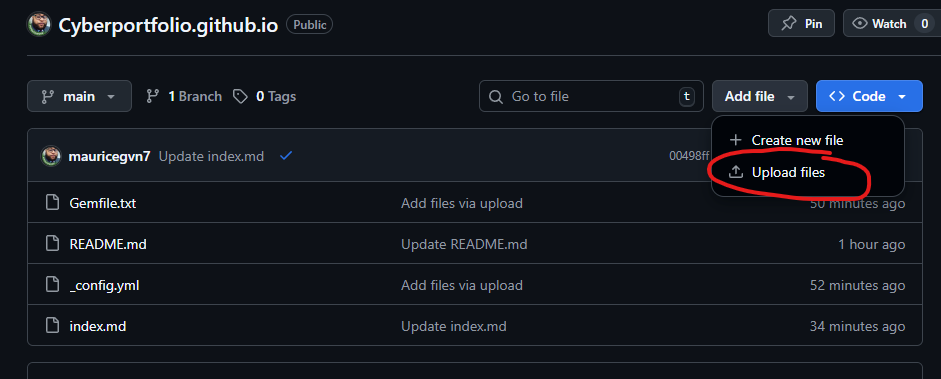 Cyberportfolio.github.io Public Pin Watch 0
main 1 Branch 0 Tags Go to file t Add file Code
Create new file
mauricegvn7 Update index.md 00498ff
Upload files
Gemfile.txt Add files via upload 50 minutes ago
README.md Update README.md 1 hour ago
_config.yml Add files via upload 52 minutes ago
index.md Update index.md 34 minutes ago